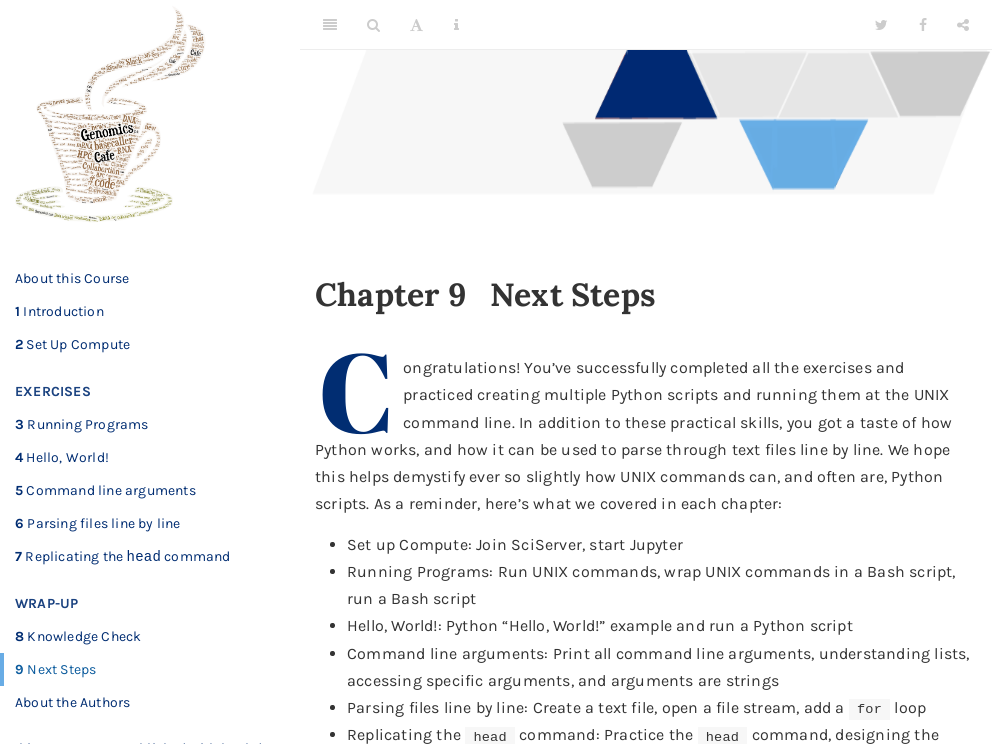 Genomics
Cafe
About this Course
1 Introduction
2 Set Up Compute
EXERCISES
3 Running Programs
4 Hello, World!
5 Command line arguments
6 Parsing files line by line
7 Replicating the head command
WRAP-UP
8 Knowledge Check
9 Next Steps
About the Authors
Chapter 9 Next Steps
Congratulations! You’ve successfully completed all the exercises and
practiced creating multiple Python scripts and running them at the UNIX
command line. In addition to these practical skills, you got a taste of how
Python works, and how it can be used to parse through text files line by line. We hope
this helps demystify ever so slightly how UNIX commands can, and often are, Python
scripts. As a reminder, here’s what we covered in each chapter:
Set up Compute: Join SciServer, start Jupyter
Running Programs: Run UNIX commands, wrap UNIX commands in a Bash script,
run a Bash script
Hello, World!: Python “Hello, World!” example and run a Python script
Command line arguments: Print all command line arguments, understanding lists,
accessing specific arguments, and arguments are strings
Parsing files line by line: Create a text file, open a file stream, add a for loop
Replicating the head command: Practice the head command, designing the